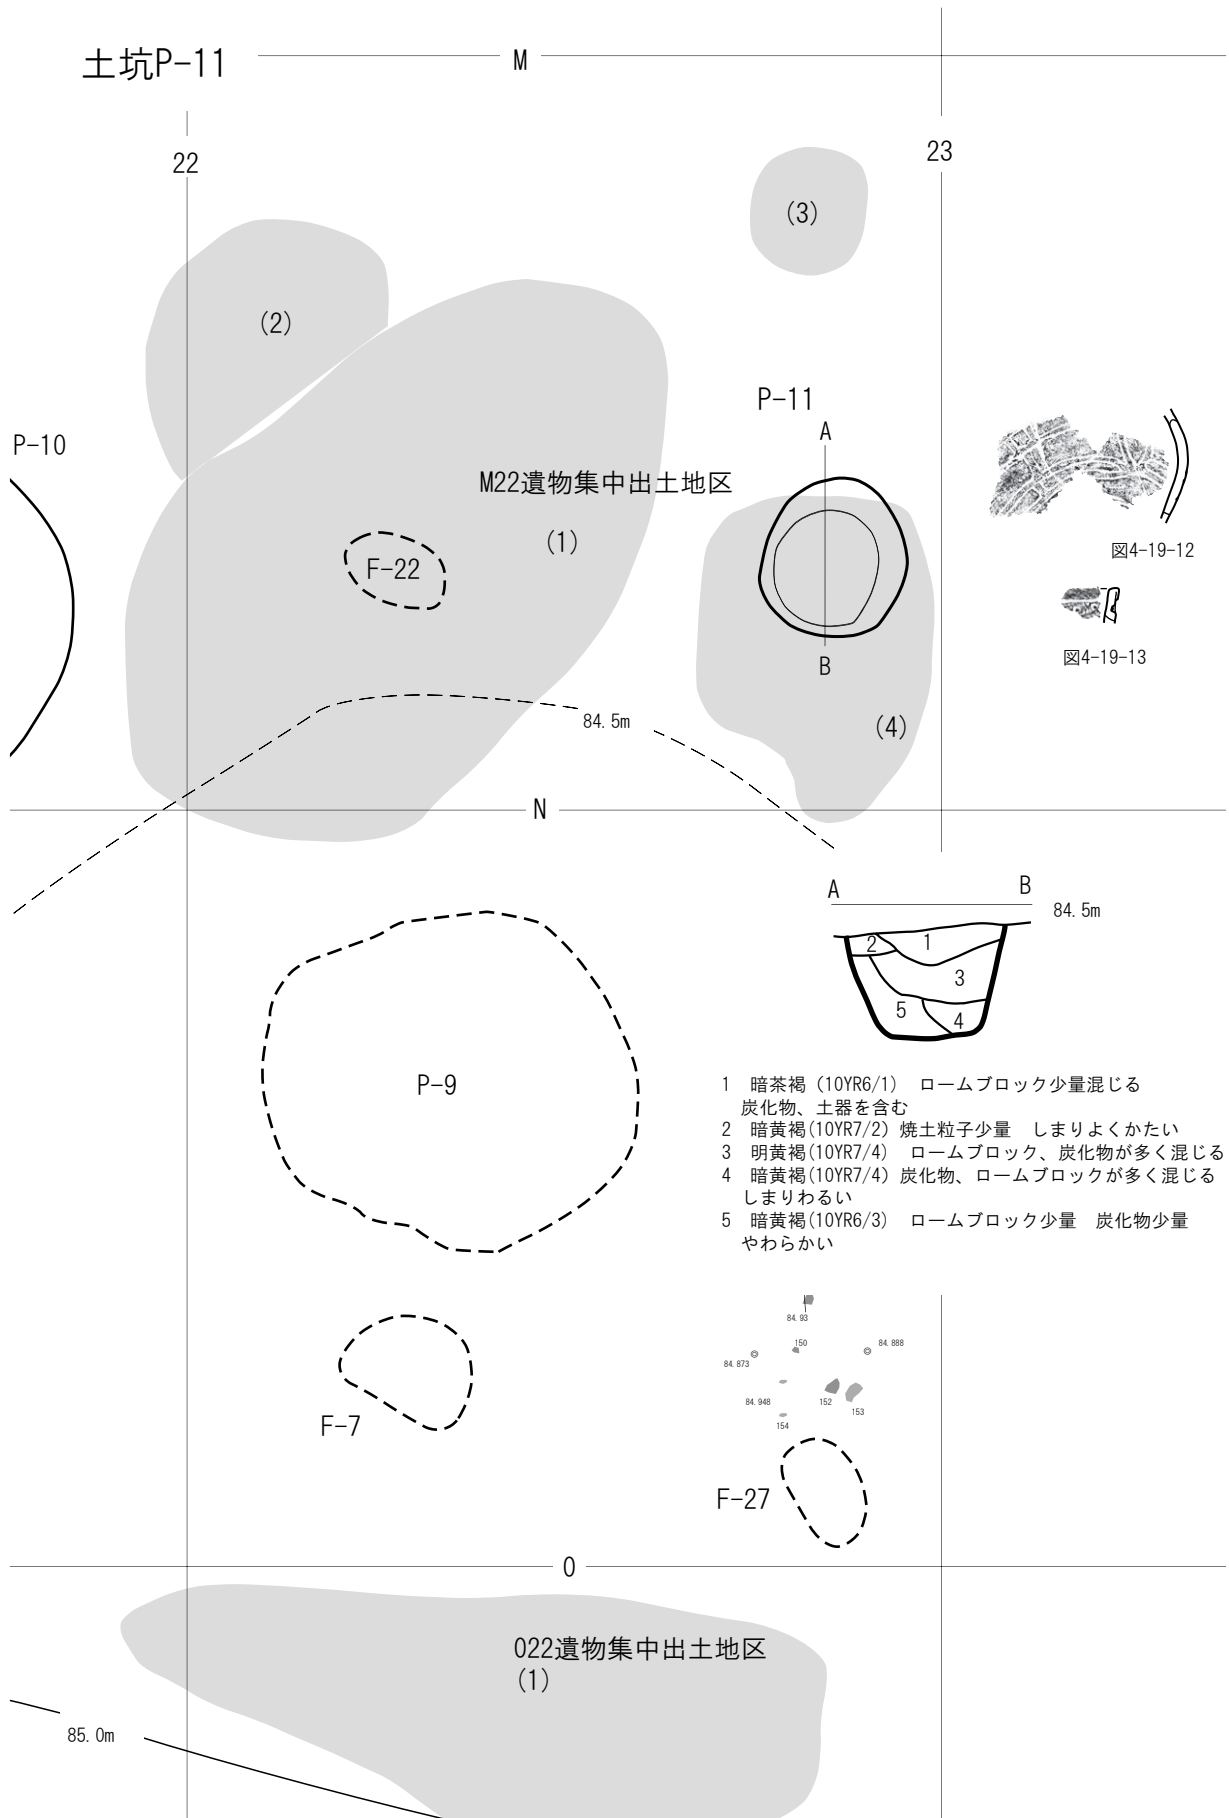 土坑P-11
M
22
23
(3)
(2)
P-11
A
P-10
M22遺物集中出土地区
(1)
F-22
図4-19-12
B
図4-19-13
84.5m
(4)
N
A
B
84.5m
2
1
3
5
4
P-9
1 暗茶褐(10YR6/1) ロームブロック少量混じる
炭化物、土器を含む
2 暗黄褐(10YR7/2)焼土粒子少量 しまりよくかたい
3 明黄褐(10YR7/4) ロームブロック、炭化物が多く混じる
4 暗黄褐(10YR7/4)炭化物、ロームブロックが多く混じる
しまりわるい
5 暗黄褐(10YR6/3) ロームブロック少量 炭化物少量
やわらかい
84.93
150
84.888
84.873
84.948
152
153
154
F-7
F-27
O
O22遺物集中出土地区
(1)
85.0m